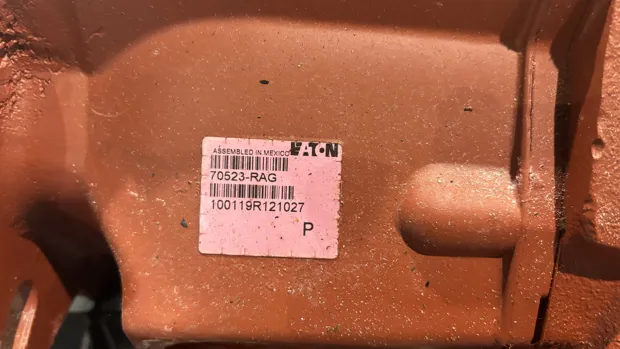 ASSEMBLED IN MEXICO EATON
70523-RAG
100119R121027
P